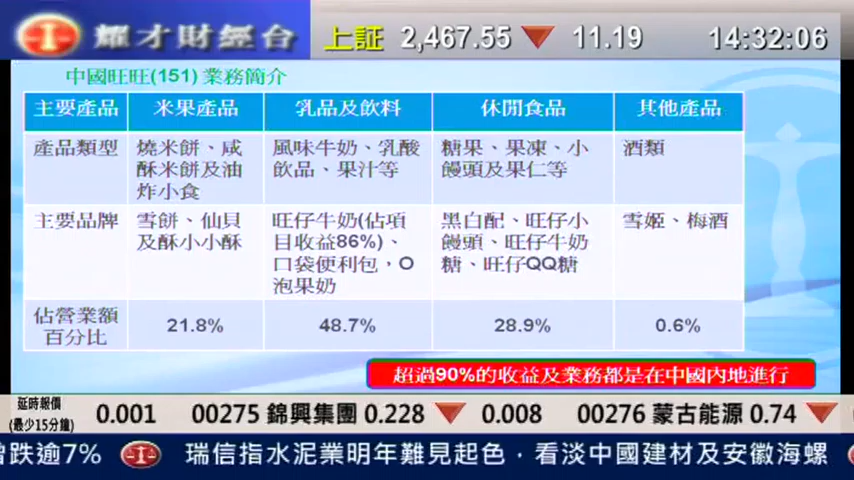 耀才財經台
上証 2,467.55 11.19 14:32:06
中國旺旺(151) 業務簡介
主要產品 米果產品 乳品及飲料 休閒食品 其他產品
產品類型
燒米餅、咸
酥米餅及油
炸小食
風味牛奶、乳酸
飲品、果汁等
糖果、果凍、小
饅頭及果仁等
酒類
主要品牌
雪餅、仙貝
及酥小小酥
旺仔牛奶(佔項
目收益86%)、
口袋便利包，O
泡果奶
黑白配、旺仔小
饅頭、旺仔牛奶
糖、旺仔QQ糖
雪姬、梅酒
佔營業額
百分比
21.8% 48.7% 28.9% 0.6%
超過90%的收益及業務都是在中國內地進行
延時報價
(最少15分鐘)
0.001 00275 錦興集團 0.228 0.008 00276 蒙古能源 0.74
跌逾7% 瑞信指水泥業明年難見起色，看淡中國建材及安徽海螺